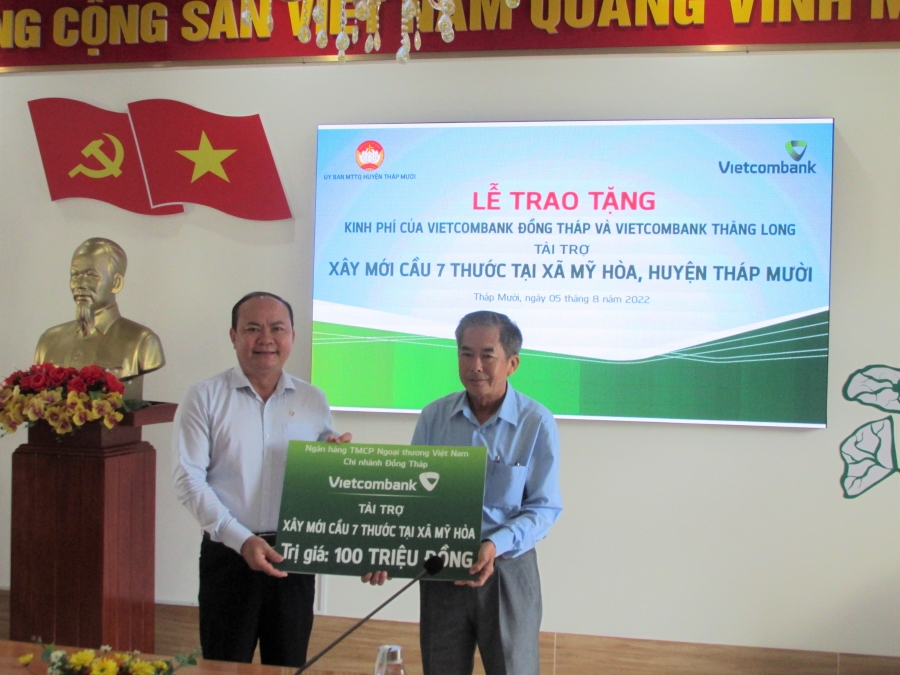 NG CỘNG SẢN VIỆT NAM QUANG VINH M
ỦY BAN MTTQ HUYỆN THÁP MƯỜI
Vietcombank
LỄ TRAO TẶNG
KINH PHÍ CỦA VIETCOMBANK ĐỒNG THÁP VÀ VIETCOMBANK THĂNG LONG
TÀI TRỢ
XÂY MỚI CẦU 7 THƯỚC TẠI XÃ MỸ HÒA, HUYỆN THÁP MƯỜI
Tháp Mười, ngày 05 tháng 8 năm 2022
Ngân hàng TMCP Ngoại thương Việt Nam
Chi nhánh Đồng Tháp
Vietcombank
TÀI TRỢ
XÂY MỚI CẦU 7 THƯỚC TẠI XÃ MỸ HÒA
Trị giá: 100 TRIỆU ĐỒNG